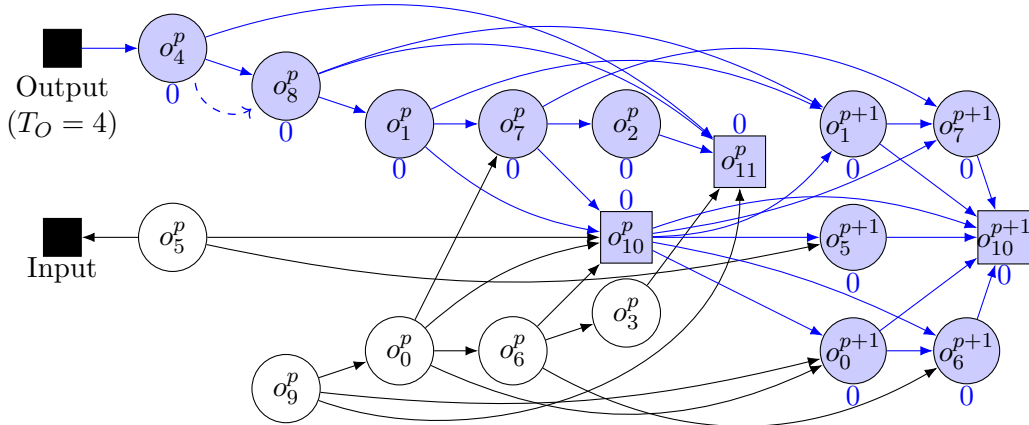 Output
(T_O = 4)
Input
o_4^p
0
o_8^p
0
o_1^p
0
o_7^p
0
o_2^p
0
0
o_11^p
o_1^{p+1}
0
o_7^{p+1}
0
o_5^p
0
o_10^p
o_5^{p+1}
0
o_10^{p+1}
0
o_3^p
o_0^p
o_6^p
o_9^p
o_0^{p+1}
0
o_6^{p+1}
0